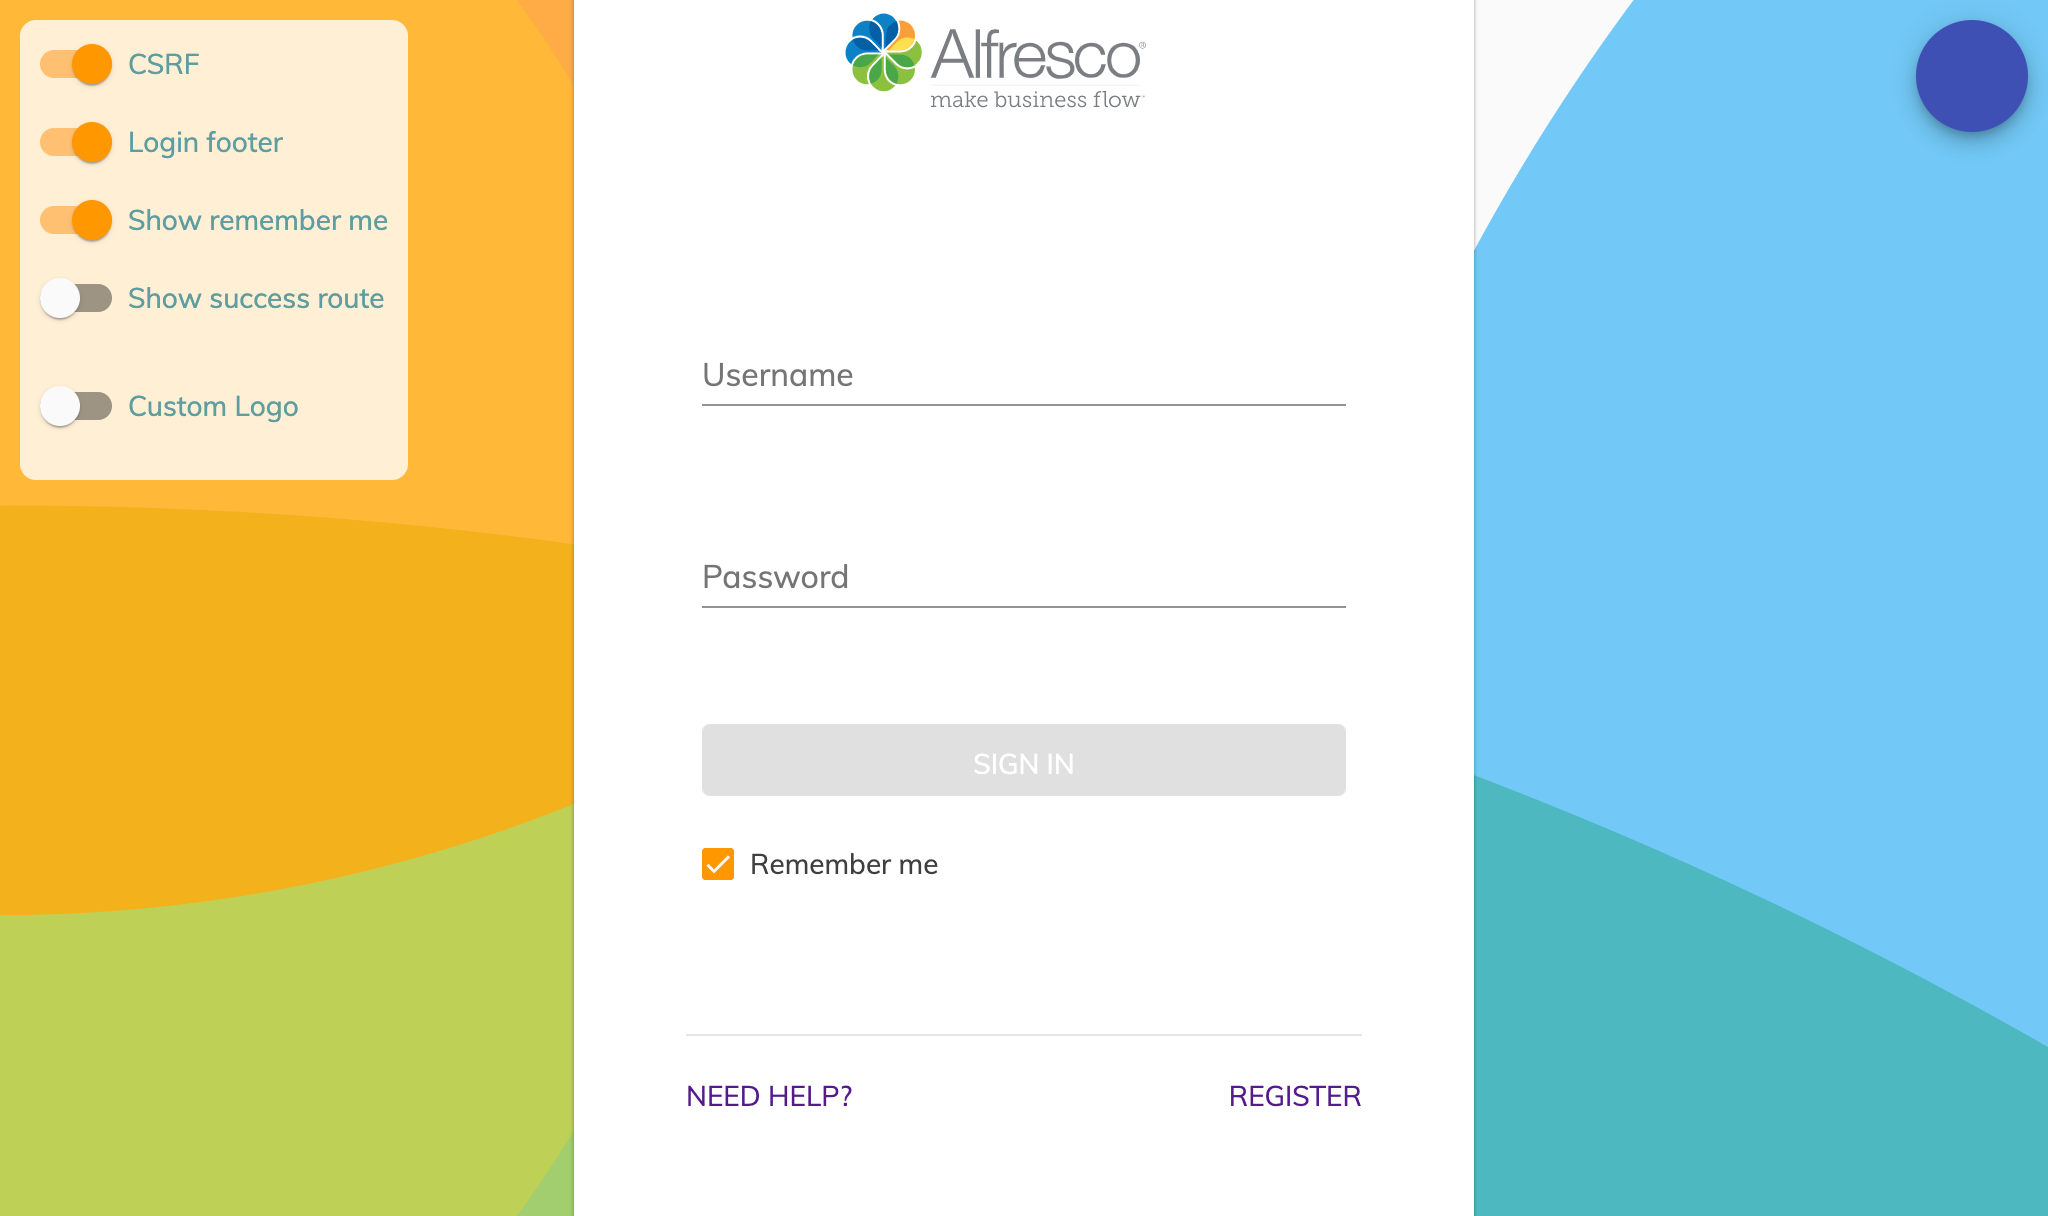 CSRF
Login footer
Show remember me
Show success route
Custom Logo
Alfresco®
make business flow™
Username
Password
SIGN IN
Remember me
NEED HELP?
REGISTER